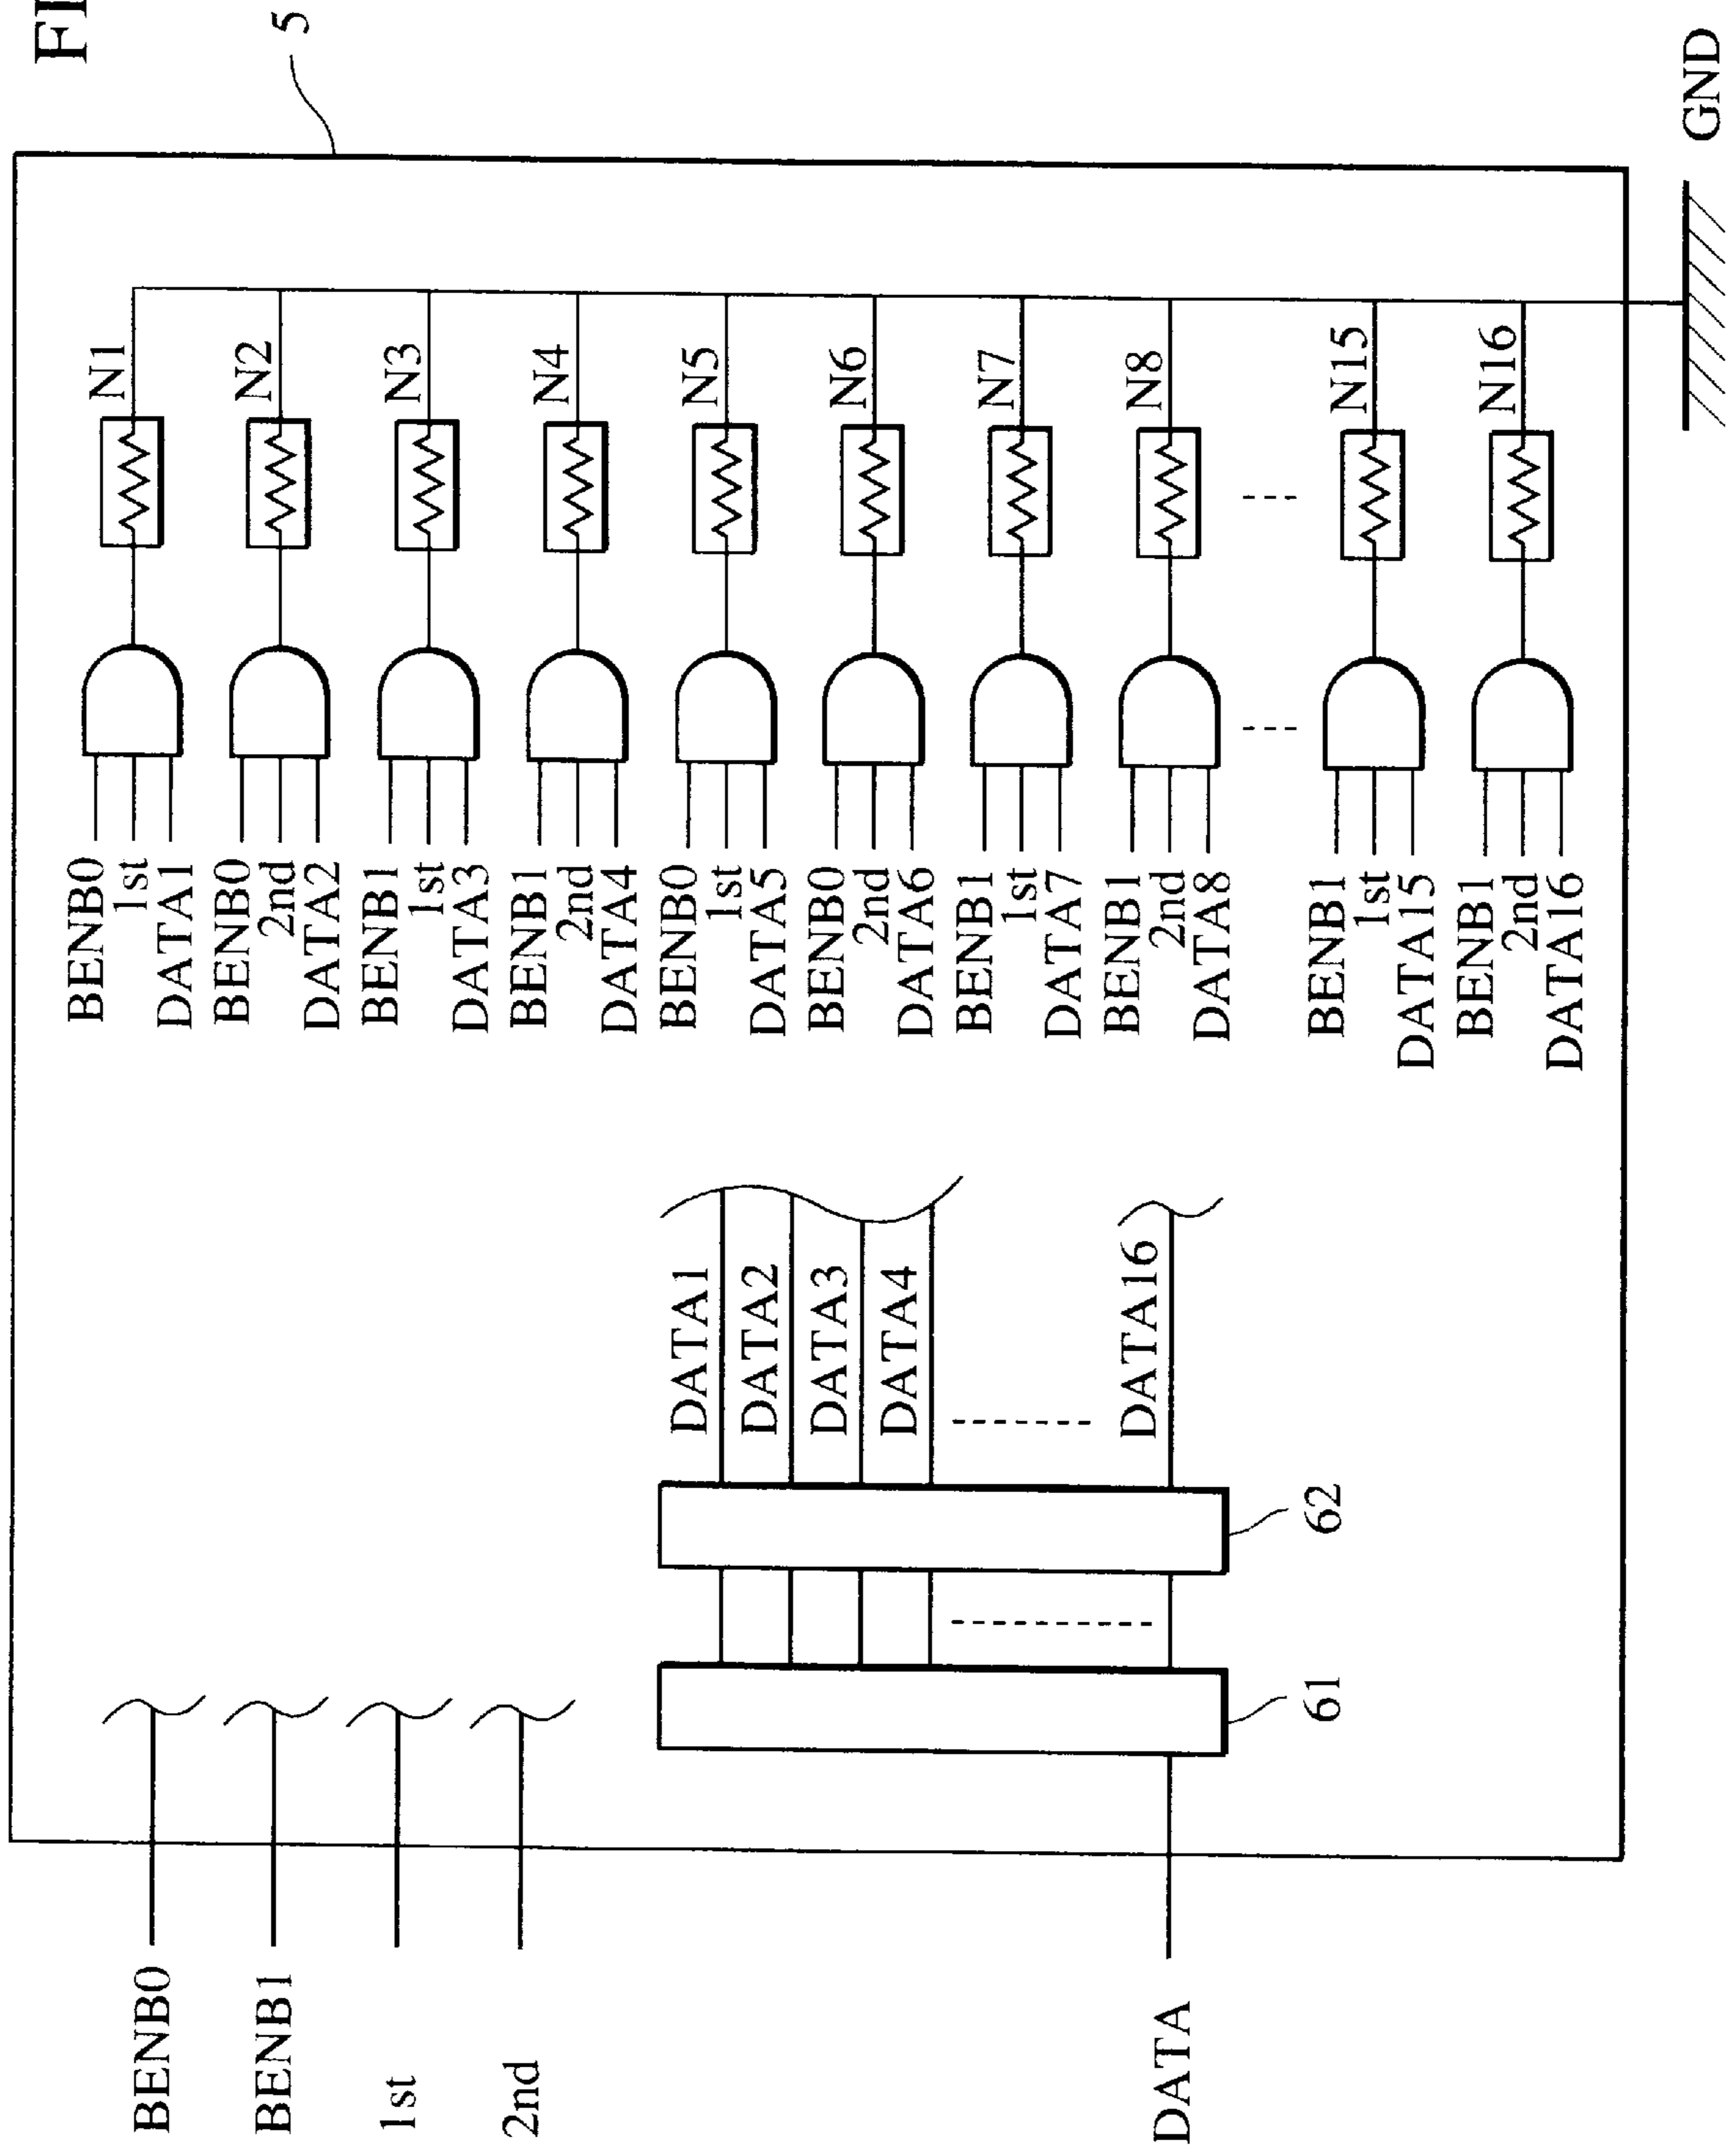 FI
5
BENB0
BENB1
1st
2nd
DATA
61
62
DATA1
DATA2
DATA3
DATA4
DATA16
BENB0
1st
DATA1
N1
BENB0
2nd
DATA2
N2
BENB1
1st
DATA3
N3
BENB1
2nd
DATA4
N4
BENB0
1st
DATA5
N5
BENB0
2nd
DATA6
N6
BENB1
1st
DATA7
N7
BENB1
2nd
DATA8
N8
BENB1
1st
DATA15
N15
BENB1
2nd
DATA16
N16
GND